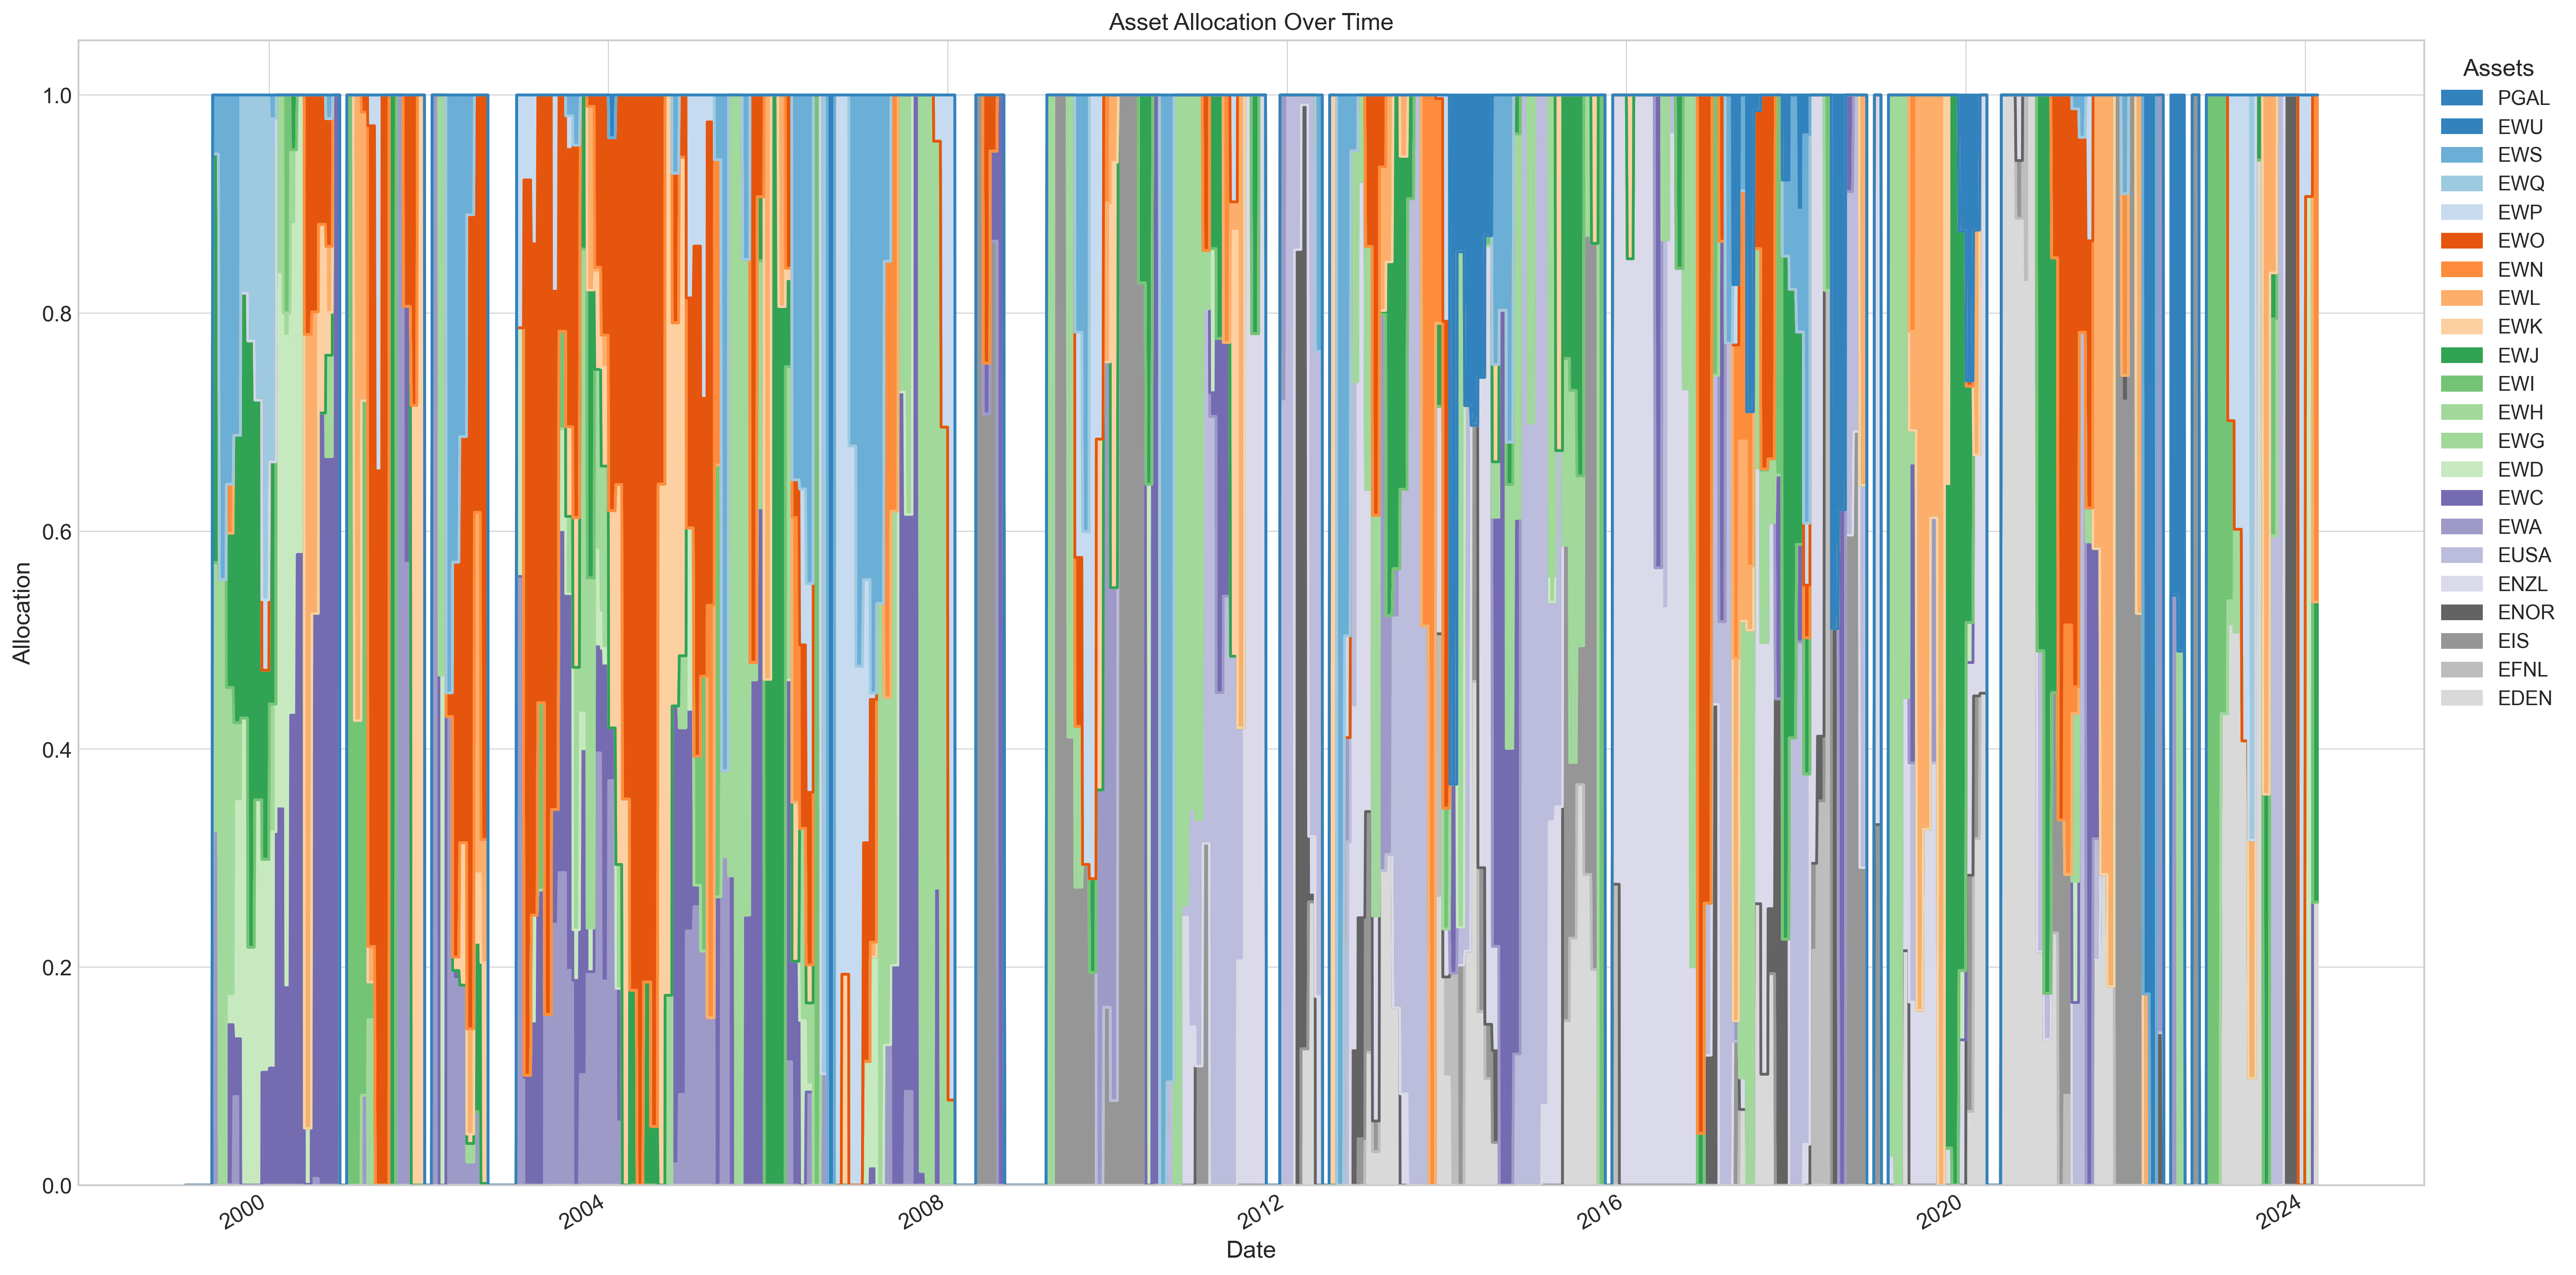 Asset Allocation Over Time
Assets
PGAL
EWU
EWS
EWQ
EWP
EWO
EWN
EWL
EWK
EWJ
EWI
EWH
EWG
EWD
EWC
EWA
EUSA
ENZL
ENOR
EIS
EFNL
EDEN
Allocation
1.0
0.8
0.6
0.4
0.2
0.0
2000
2004
2008
2012
2016
2020
2024
Date